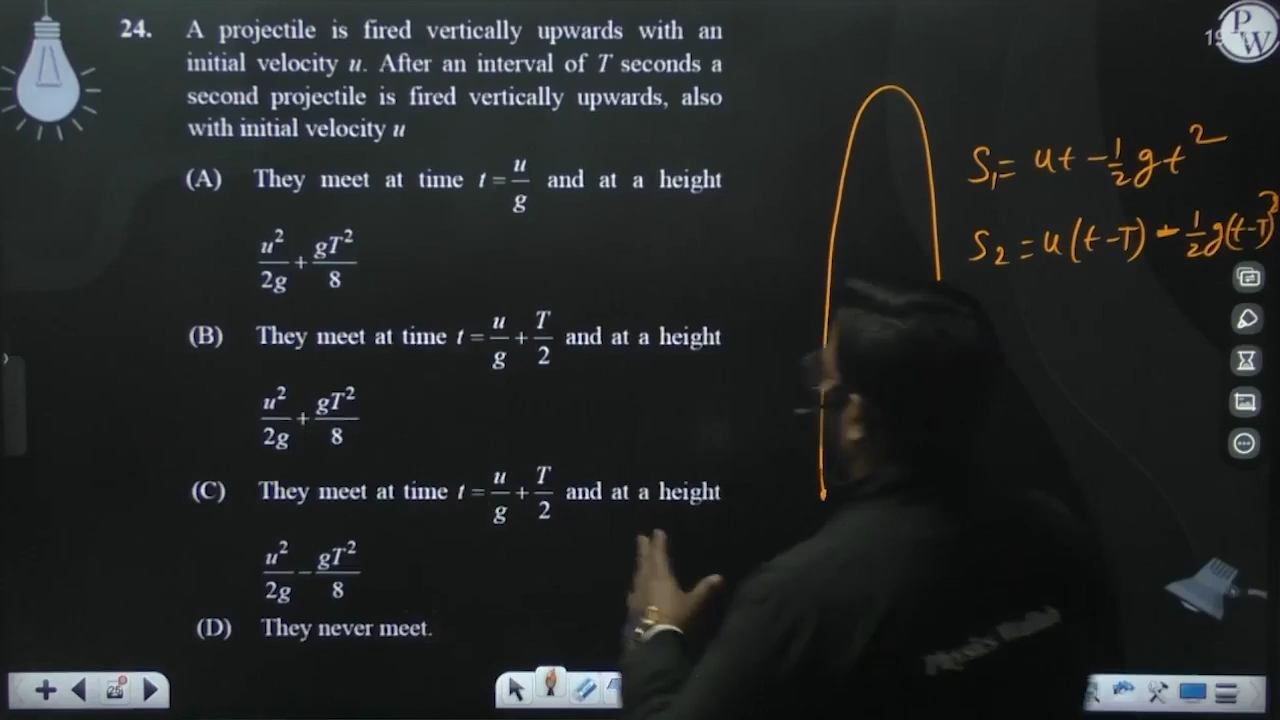 24. A projectile is fired vertically upwards with an
initial velocity u. After an interval of T seconds a
second projectile is fired vertically upwards, also
with initial velocity u
(A) They meet at time t = u/g and at a height
u²/2g + gT²/8
(B) They meet at time t = u/g + T/2 and at a height
u²/2g + gT²/8
(C) They meet at time t = u/g + T/2 and at a height
u²/2g − gT²/8
(D) They never meet.
S₁ = ut − ½gt²
S₂ = u(t−T) − ½g(t−T)²
PW